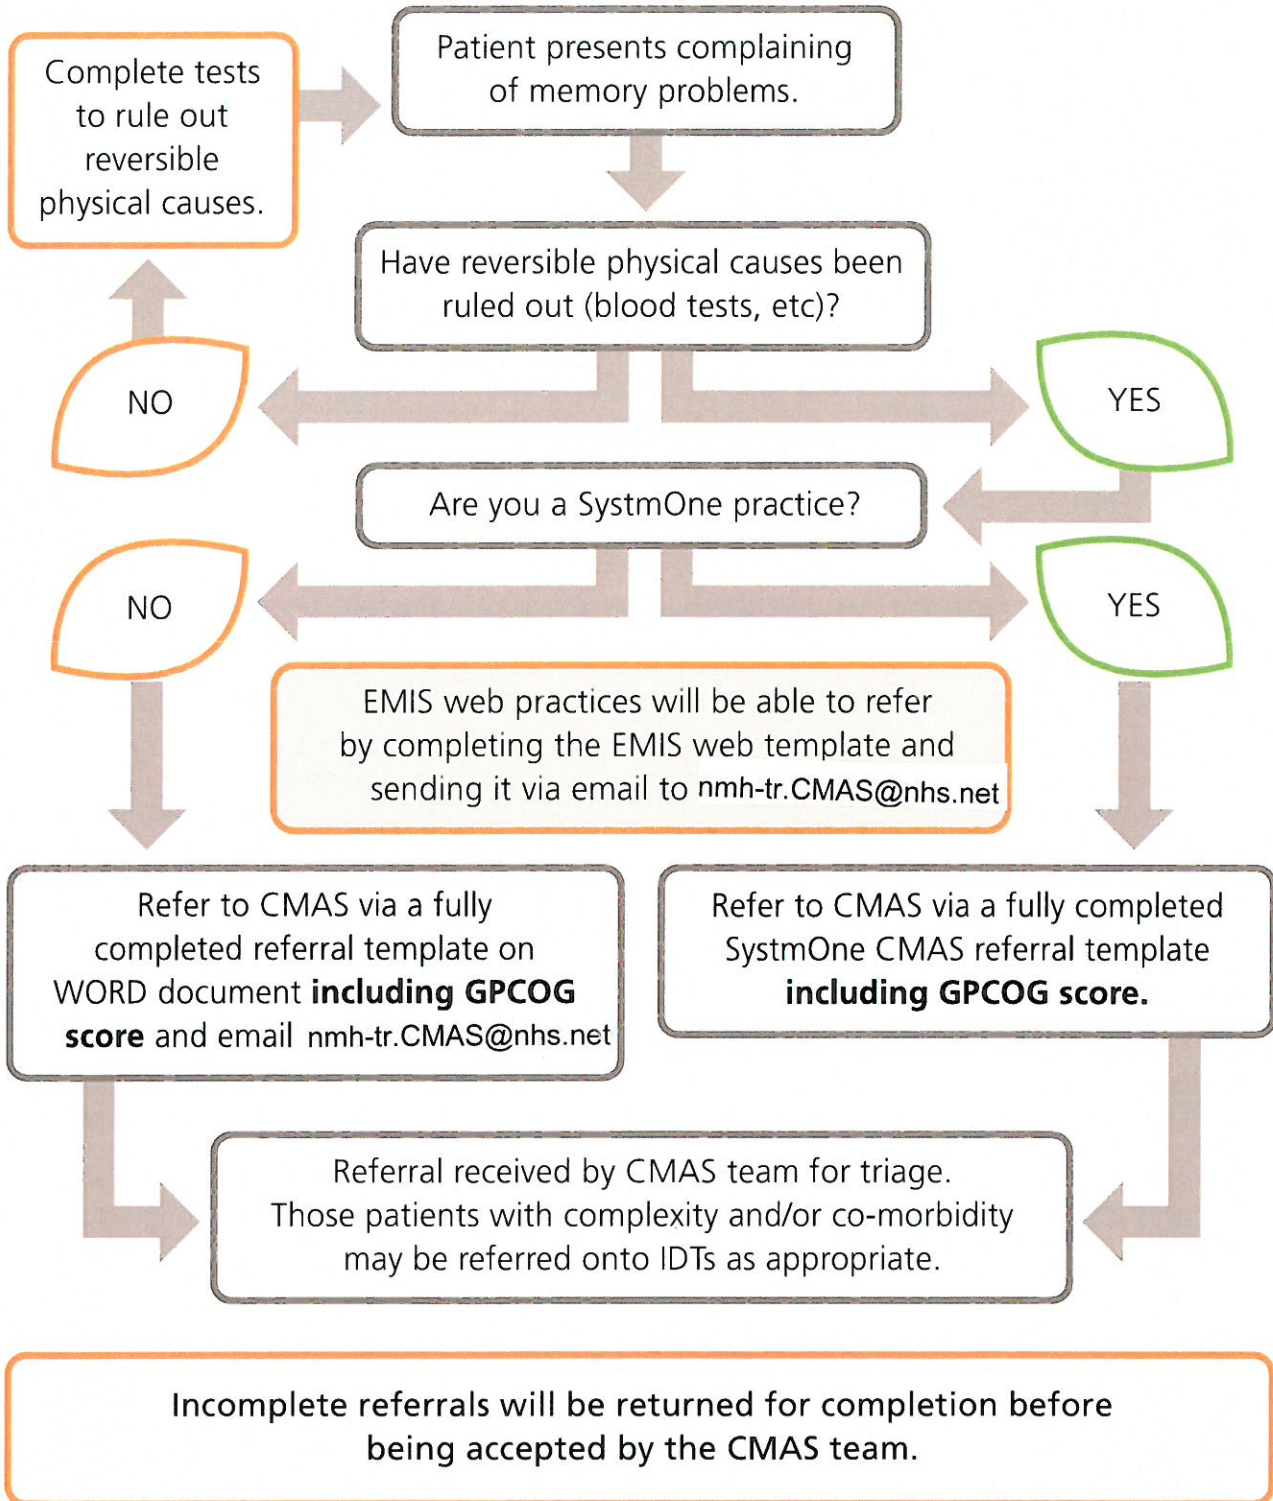 Complete tests
to rule out
reversible
physical causes.
Patient presents complaining
of memory problems.
Have reversible physical causes been
ruled out (blood tests, etc)?
NO
YES
Are you a SystmOne practice?
NO
YES
EMIS web practices will be able to refer
by completing the EMIS web template and
sending it via email to nmh-tr.CMAS@nhs.net
Refer to CMAS via a fully
completed referral template on
WORD document including GPCOG
score and email nmh-tr.CMAS@nhs.net
Refer to CMAS via a fully completed
SystmOne CMAS referral template
including GPCOG score.
Referral received by CMAS team for triage.
Those patients with complexity and/or co-morbidity
may be referred onto IDTs as appropriate.
Incomplete referrals will be returned for completion before
being accepted by the CMAS team.